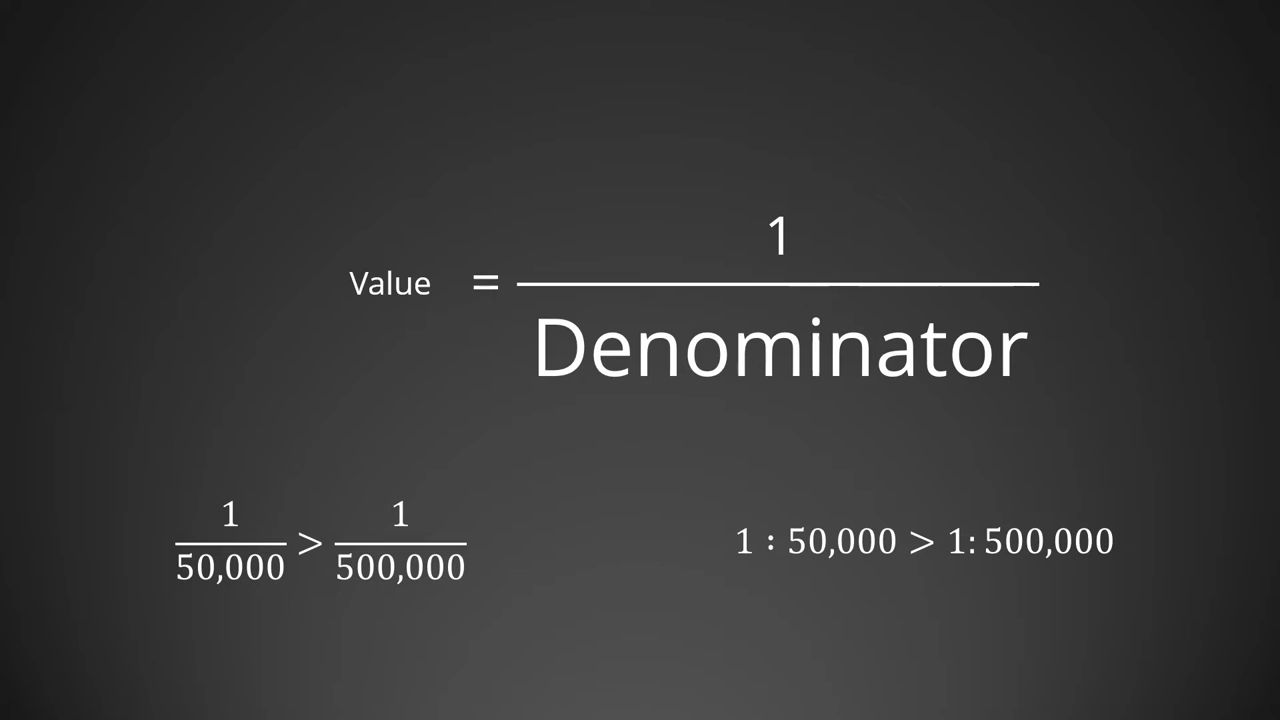 Value = 1
Denominator
1/50,000 > 1/500,000
1 : 50,000 > 1: 500,000